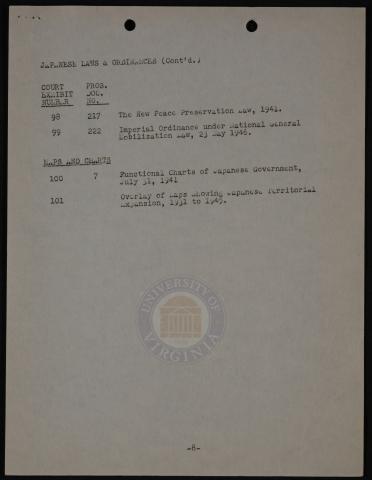 JAPANESE LAWS & ORDINANCES (Cont'd.)
COURT PROS.
EXHIBIT DOC.
NUMBER NO.
98 217 The New Peace Preservation Law, 1941.
99 222 Imperial Ordinance under National General
Mobilization Law, 23 May 1946.
MAPS AND CHARTS
100 7 Functional Charts of Japanese Government,
July 31, 1941
101 Overlay of Maps Showing Japanese Territorial
Expansion, 1931 to 1945.
UNIVERSITY OF VIRGINIA
-8-